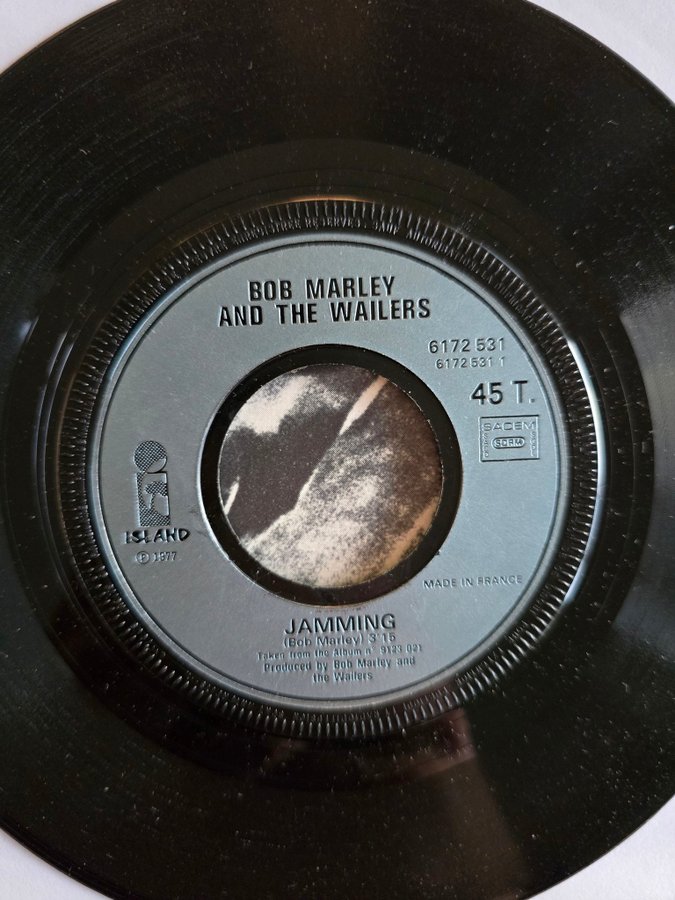 BOB MARLEY
AND THE WAILERS
6172 531
6172 531 1
45 T.
SACEM
SDRM
ISLAND
℗ 1977
MADE IN FRANCE
JAMMING
(Bob Marley) 3'15
Taken from the Album n° 9123 021
Produced by Bob Marley and
the Wailers